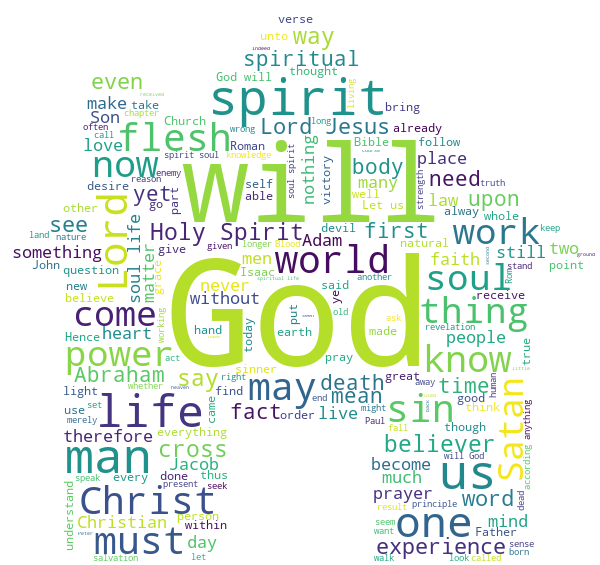 verse
unto
way
indeed
spiritual
God will
thought
even
received
chapter
spirit
living
make
take
bring
Son
often
Church
wrong
long
Lord Jesus
already
call
Roman
Bible
follow
love
flesh
will
now
spirit soul
knowledge
nothing
soul spirit
victory
body
place
truth
reason
enemy
desire
self
able
many
need
strength
yet
go
part
well
Let us
law
upon
other
alway
whole
see
Lord
soul life
Holy Spirit
Adam
devil
first
work
still
keep
land
nature
something
matter
give
given
longer
blood
men
natural
faith
two
John
question
world
Isaac
spiritual life
another
soul
point
ground
new
grace
never
said
ye
receive
stand
Rom
second
believe
without
made
thing
come
working
God
put
old
ask
Hence
heart
hand
today
earth
revelation
power
act
pray
people
know
true
sinner
Abraham
say
right
may
death
great
away
time
human
little
whether
heaven
mean
light
find
end
might
good
use
set
life
came
fact
order
live
Paul
sin
think
Satan
merely
therefore
everything
fall
though
anything
man
cross
believer
will God
Jacob
become
us
according
speak
every
done
thus
much
understand
Christ
present
seek
prayer
word
principle
dead
mind
person
result
Christian
within
one
Father
must
day
seem
want
experience
sense
born
Peter
salvation
let
walk
look
called